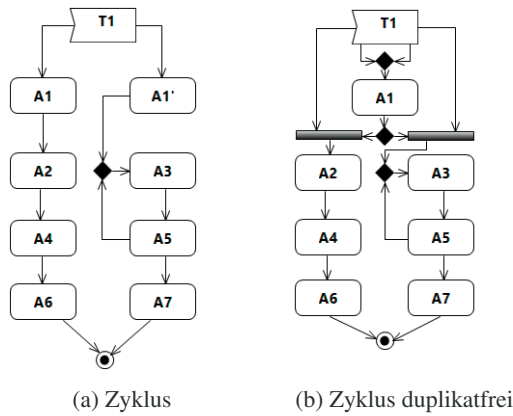 T1
A1
A1'
A2
A3
A4
A5
A6
A7
(a) Zyklus
T1
A1
A2
A3
A4
A5
A6
A7
(b) Zyklus duplikatfrei